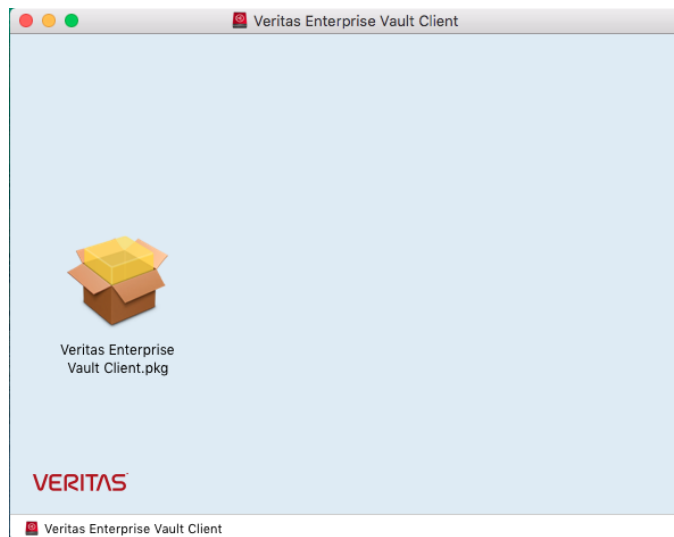 Veritas Enterprise Vault Client
Veritas Enterprise
Vault Client.pkg
VERITAS
Veritas Enterprise Vault Client